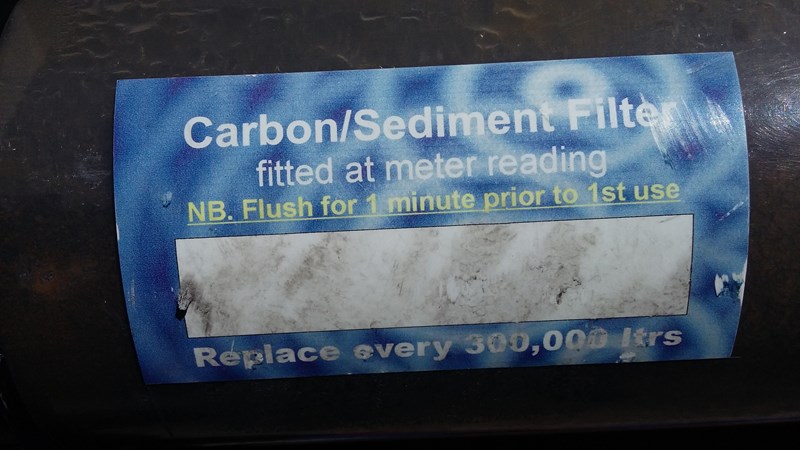 Carbon/Sediment Filter
fitted at meter reading
NB. Flush for 1 minute prior to 1st use
Replace every 300,000 ltrs